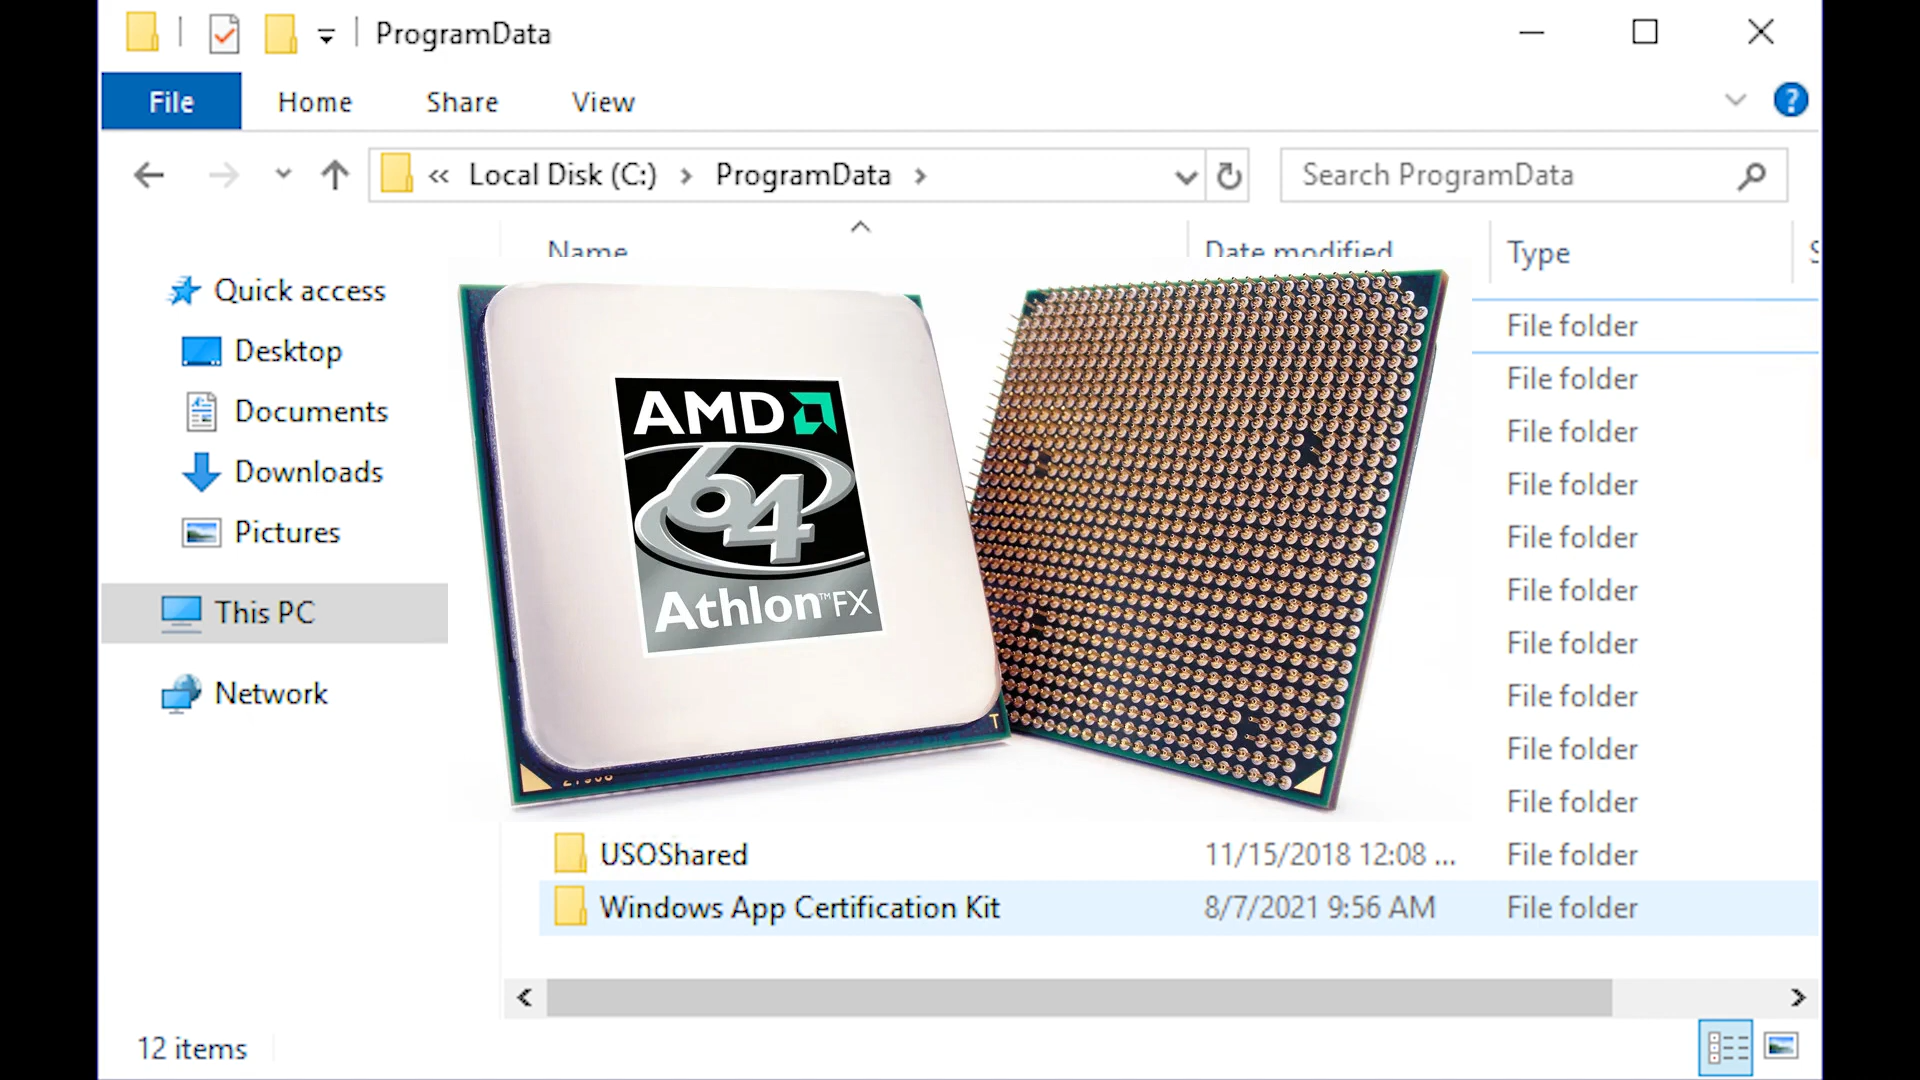 ProgramData
File Home Share View
« Local Disk (C:) › ProgramData › Search ProgramData
Name Date modified Type
Quick access
Desktop
Documents
Downloads
Pictures
This PC
Network
AMD
64
Athlon™FX
T
File folder
File folder
File folder
File folder
File folder
File folder
File folder
File folder
File folder
File folder
USOShared 11/15/2018 12:08 ... File folder
Windows App Certification Kit 8/7/2021 9:56 AM File folder
12 items